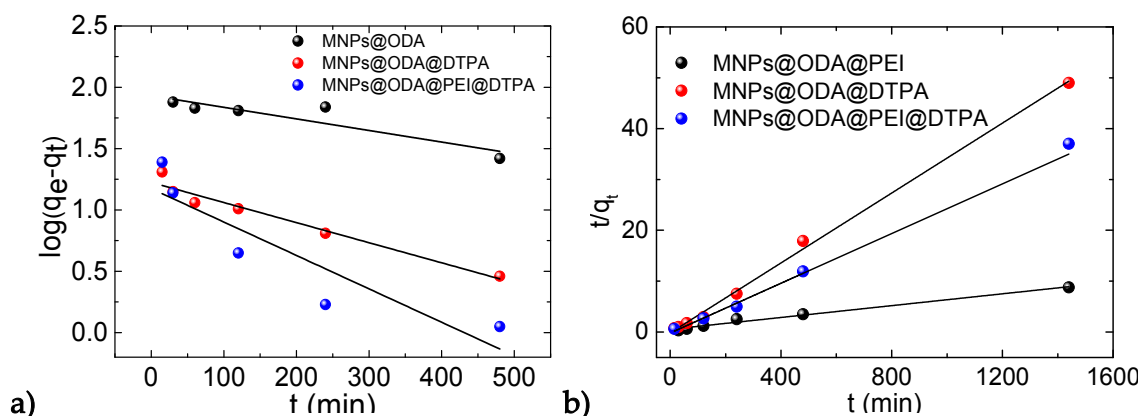 2.5
2.0
1.5
1.0
0.5
0.0
log(qe-qt)
MNPs@ODA
MNPs@ODA@DTPA
MNPs@ODA@PEI@DTPA
0 100 200 300 400 500
t (min)
a)
60
40
20
0
t/qt
MNPs@ODA@PEI
MNPs@ODA@DTPA
MNPs@ODA@PEI@DTPA
0 400 800 1200 1600
t (min)
b)